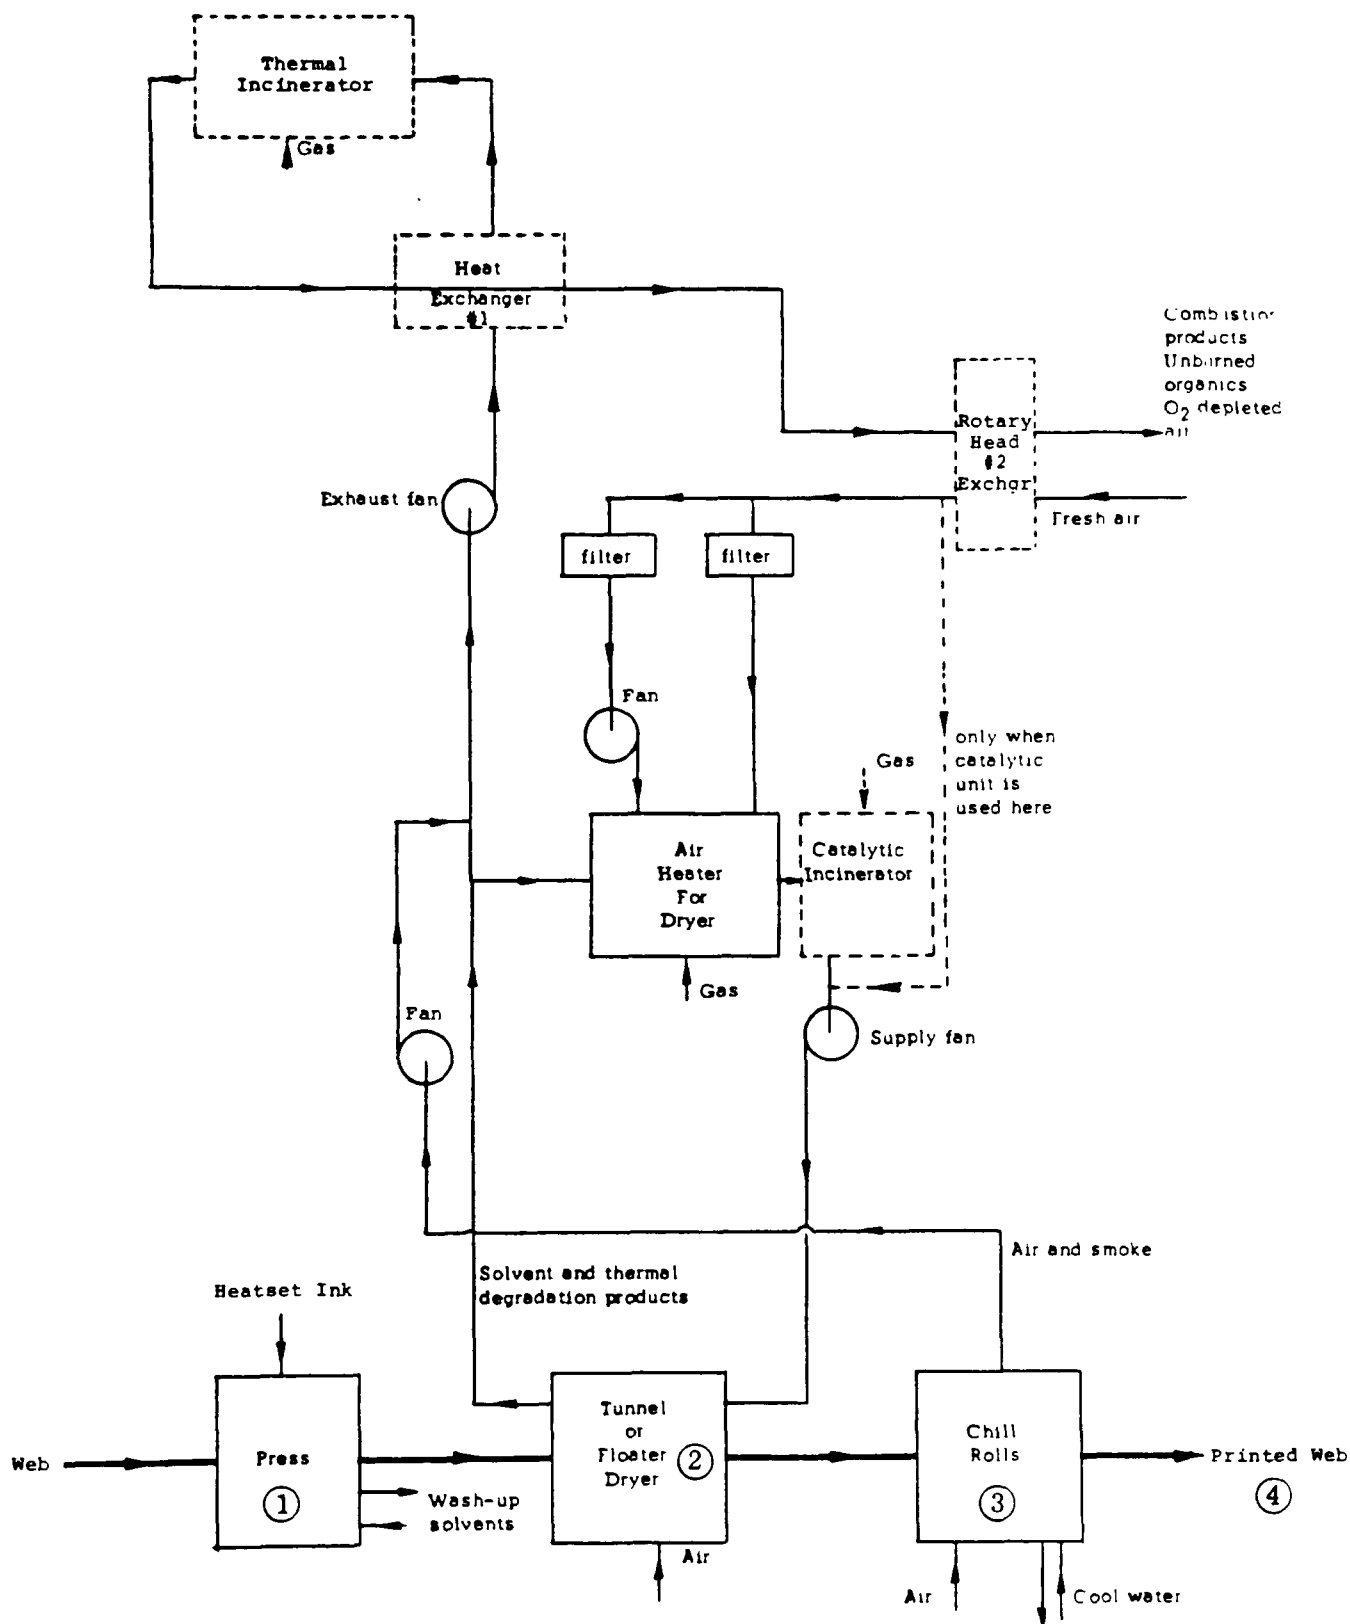 Thermal
Incinerator
Gas
Heat
Exchanger
#1
products
Unburned
organics
O2 depleted
air
Rotary
Head
#2
Fresh air
Exhaust fan
filter
filter
Fan
only when
catalytic
unit is
used here
Gas
Air
Heater
For
Dryer
Catalytic
Incinerator
Gas
Fan
Supply fan
Air and smoke
Solvent and thermal
degradation products
Heatset Ink
Web
Press
1
Wash-up
solvents
Tunnel
or
Floater
Dryer
2
Air
Chill
Rolls
3
Air
Cool water
Printed Web
4